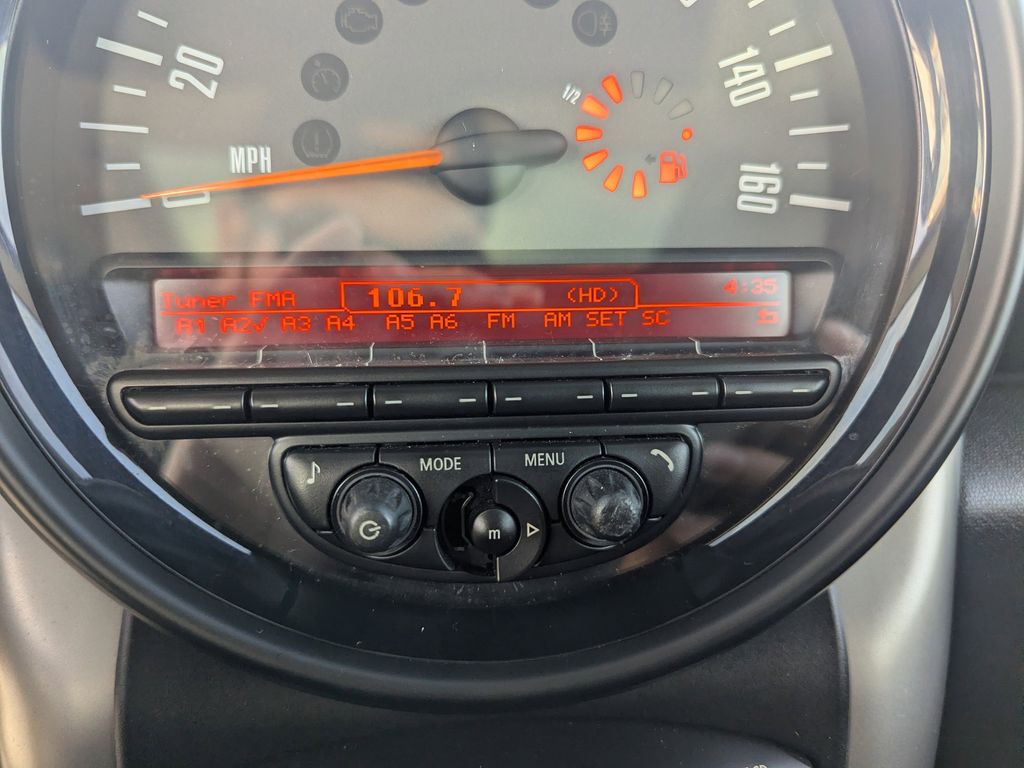 20
MPH
0
1/2
140
160
Tuner FMA 106.7 (HD) 4:35
A1 A2✓ A3 A4 A5 A6 FM AM SET SC
MODE MENU
m